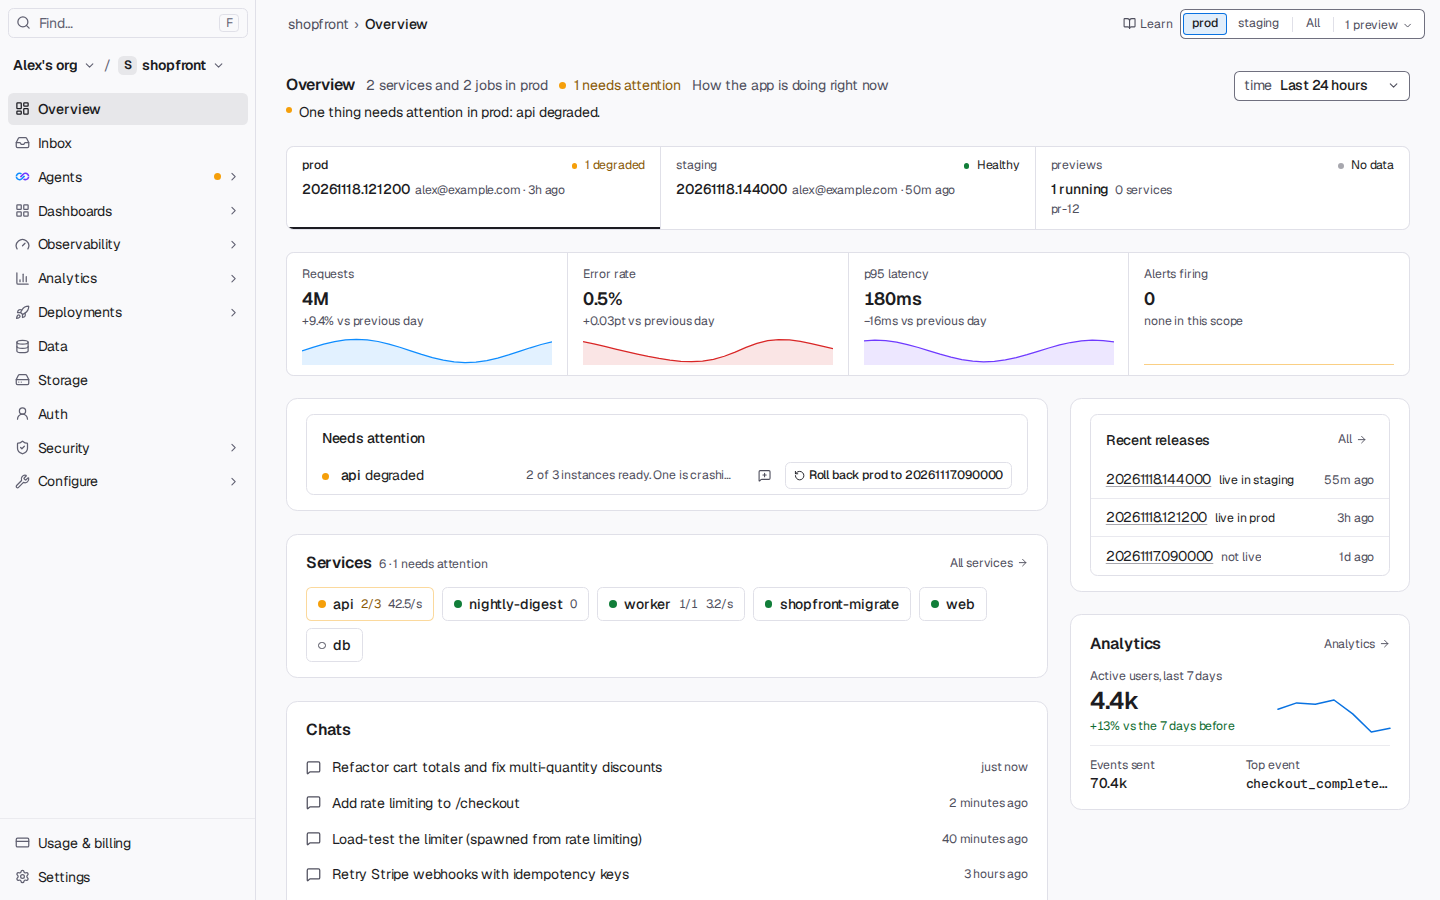 Find...
F
Alex's org / S shopfront
Overview
Inbox
Agents
Dashboards
Observability
Analytics
Deployments
Data
Storage
Auth
Security
Configure
Usage & billing
Settings
shopfront › Overview
Learn
prod staging All 1 preview
Overview 2 services and 2 jobs in prod 1 needs attention How the app is doing right now
time Last 24 hours
One thing needs attention in prod: api degraded.
prod 1 degraded
20261118.121200 alex@example.com · 3h ago
staging Healthy
20261118.144000 alex@example.com · 50m ago
previews No data
1 running 0 services
pr-12
Requests
4M
+9.4% vs previous day
Error rate
0.5%
+0.03pt vs previous day
p95 latency
180ms
−16ms vs previous day
Alerts firing
0
none in this scope
Needs attention
api degraded 2 of 3 instances ready. One is crashi... Roll back prod to 20261117.090000
Services 6 · 1 needs attention All services →
api 2/3 42.5/s
nightly-digest 0
worker 1/1 3.2/s
shopfront-migrate
web
db
Chats
Refactor cart totals and fix multi-quantity discounts just now
Add rate limiting to /checkout 2 minutes ago
Load-test the limiter (spawned from rate limiting) 40 minutes ago
Retry Stripe webhooks with idempotency keys 3 hours ago
Recent releases All →
20261118.144000 live in staging 55m ago
20261118.121200 live in prod 3h ago
20261117.090000 not live 1d ago
Analytics Analytics →
Active users, last 7 days
4.4k
+13% vs the 7 days before
Events sent
70.4k
Top event
checkout_complete...